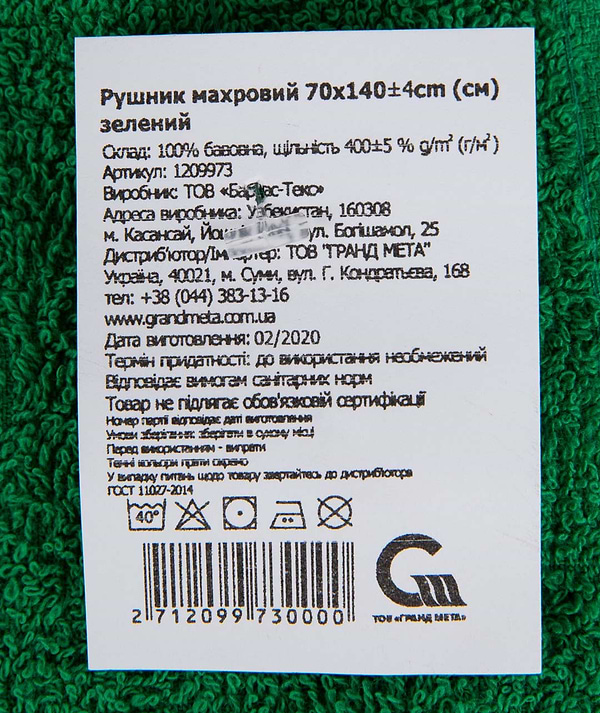 Рушник махровий 70x140±4cm (см)
зелений
Склад: 100% бавовна, щільність 400±5 % g/m² (г/м²)
Артикул: 1209973
Виробник: ТОВ
Адреса виробника: Узбекистан, 160308
м. Касансай, вул. Богішамол, 25
Дистриб'ютор/Імпортер: ТОВ "ГРАНД МЕТА"
Україна, 40021, м. Суми, вул. Г. Кондратьєва, 168
тел: +38 (044) 383-13-16
www.grandmeta.com.ua
Дата виготовлення: 02/2020
Термін придатності: до використання необмежений
Відповідає вимогам санітарних норм
Товар не підлягає обов'язковій сертифікації
Номер партії відповідає даті виготовлення
Умови зберігання: зберігати в сухому місці
Перед використанням - випрати
Темні кольори прати окремо
У випадку питань щодо товару звертайтесь до дистриб'ютора
ГОСТ 11027-2014
40°
2 712099 730000
ТОВ «ГРАНД МЕТА»